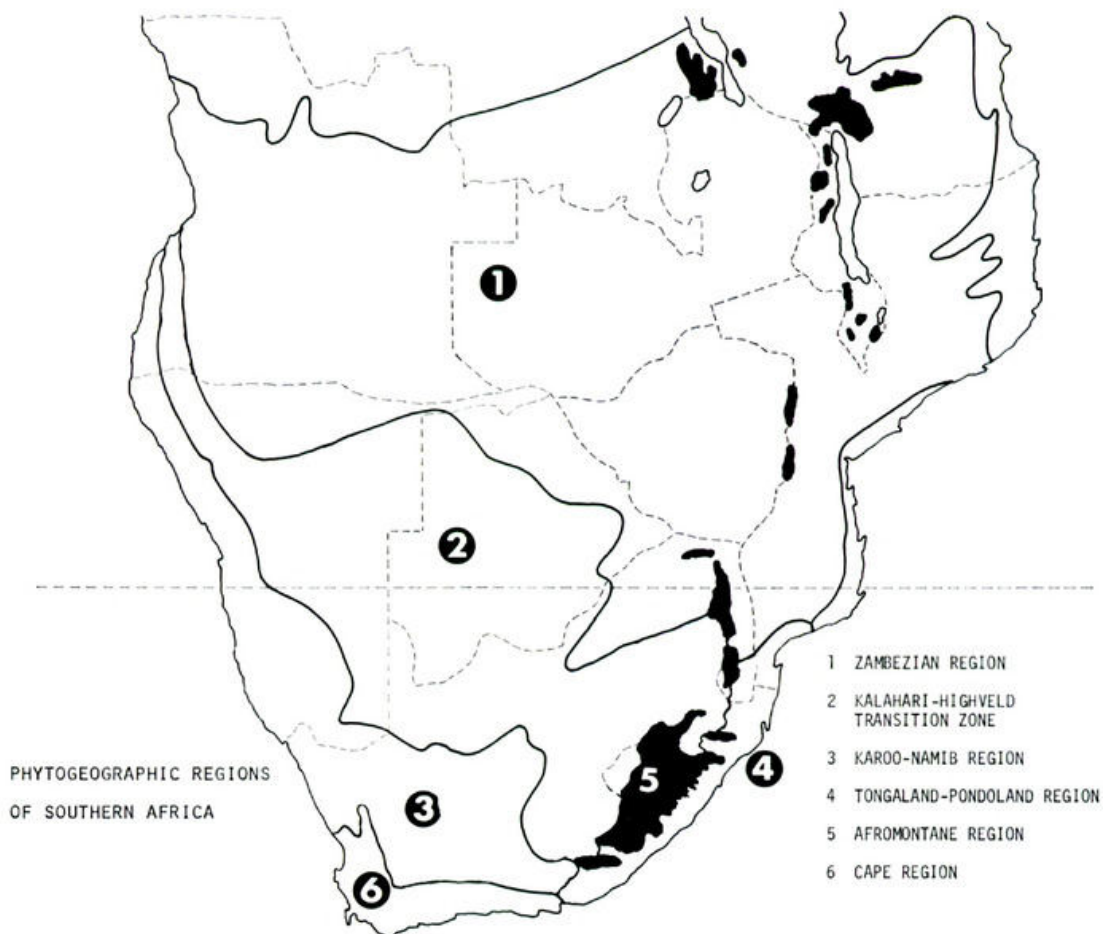 1
2
3
4
5
6
PHYTOGEOGRAPHIC REGIONS
OF SOUTHERN AFRICA
1 ZAMBEZIAN REGION
2 KALAHARI-HIGHVELD
TRANSITION ZONE
3 KAROO-NAMIB REGION
4 TONGALAND-PONDOLAND REGION
5 AFROMONTANE REGION
6 CAPE REGION